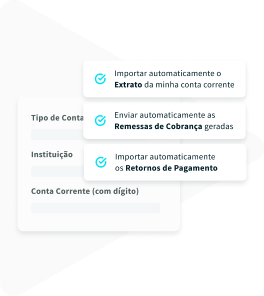 Importar automaticamente o
Extrato da minha conta corrente
Tipo de Conta
Enviar automaticamente as
Remessas de Cobrança geradas
Instituição
Importar automaticamente
os Retornos de Pagamento
Conta Corrente (com dígito)